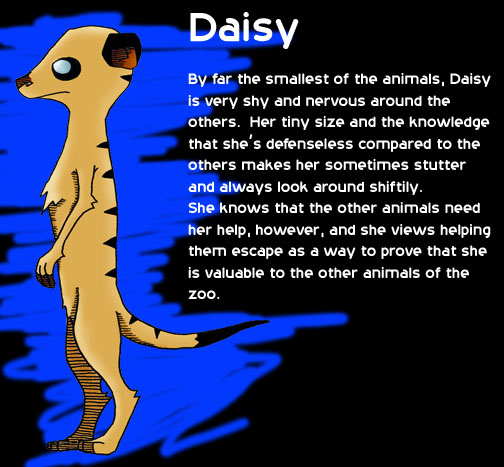 Daisy
By far the smallest of the animals, Daisy
is very shy and nervous around the
others.  Her tiny size and the knowledge
that she's defenseless compared to the
others makes her sometimes stutter
and always look around shiftily.
She knows that the other animals need
her help, however, and she views helping
them escape as a way to prove that she
is valuable to the other animals of the
zoo.